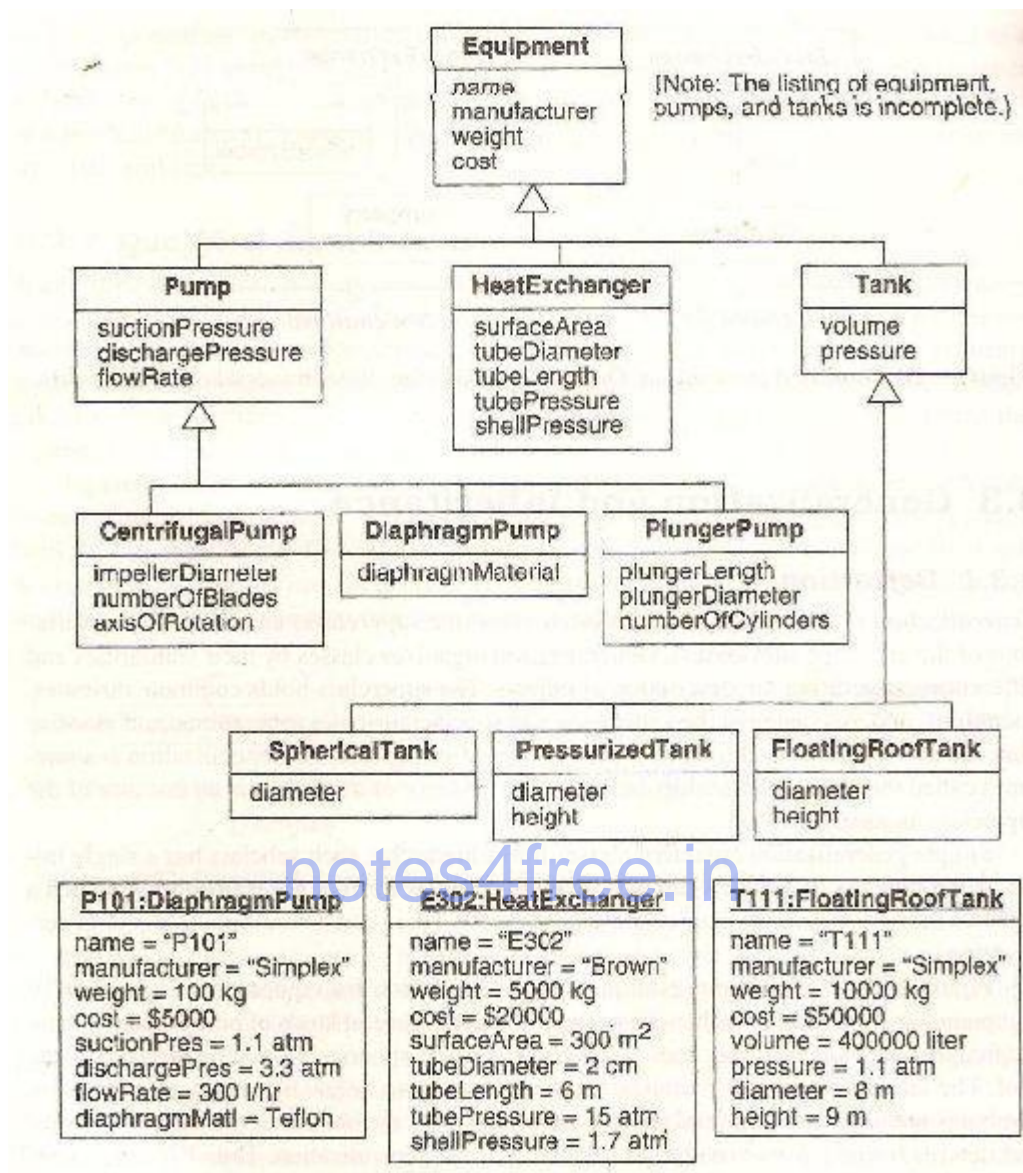 Equipment
name
manufacturer
weight
cost
{Note: The listing of equipment,
pumps, and tanks is incomplete.}
Pump
suctionPressure
dischargePressure
flowRate
HeatExchanger
surfaceArea
tubeDiameter
tubeLength
tubePressure
shellPressure
Tank
volume
pressure
CentrifugalPump
impellerDiameter
numberOfBlades
axisOfRotation
DiaphragmPump
diaphragmMaterial
PlungerPump
plungerLength
plungerDiameter
numberOfCylinders
SphericalTank
diameter
PressurizedTank
diameter
height
FloatingRoofTank
diameter
height
notes4free.in
P101:DiaphragmPump
name = "P101"
manufacturer = "Simplex"
weight = 100 kg
cost = $5000
suctionPres = 1.1 atm
dischargePres = 3.3 atm
flowRate = 300 l/hr
diaphragmMatl = Teflon
E302:HeatExchanger
name = "E302"
manufacturer = "Brown"
weight = 5000 kg
cost = $20000
surfaceArea = 300 m²
tubeDiameter = 2 cm
tubeLength = 6 m
tubePressure = 15 atm
shellPressure = 1.7 atm
T111:FloatingRoofTank
name = "T111"
manufacturer = "Simplex"
weight = 10000 kg
cost = $50000
volume = 400000 liter
pressure = 1.1 atm
diameter = 8 m
height = 9 m